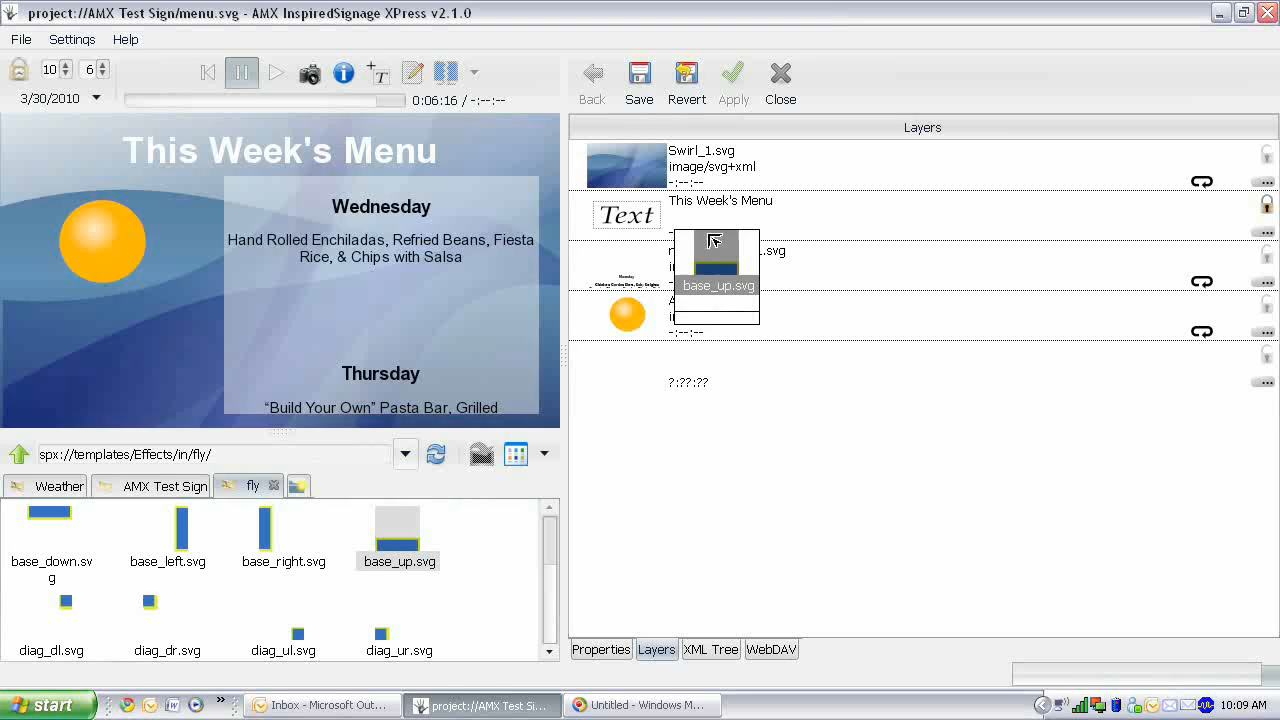 project://AMX Test Sign/menu.svg - AMX InspiredSignage XPress v2.1.0
File Settings Help
10 6
3/30/2010
0:06:16 / -:--:--
T
Back Save Revert Apply Close
This Week's Menu
Wednesday
Hand Rolled Enchiladas, Refried Beans, Fiesta
Rice, & Chips with Salsa
Thursday
“Build Your Own” Pasta Bar, Grilled
Layers
Swirl_1.svg
image/svg+xml
-:--:--
Text
This Week's Menu
.svg
Monday
base_up.svg
-:--:--
?:??:??
spx://templates/Effects/in/fly/
Weather AMX Test Sign fly
base_down.sv
g
base_left.svg
base_right.svg
base_up.svg
diag_dl.svg
diag_dr.svg
diag_ul.svg
diag_ur.svg
Properties Layers XML Tree WebDAV
start
Inbox - Microsoft Out...
project://AMX Test Si...
Untitled - Windows M...
10:09 AM